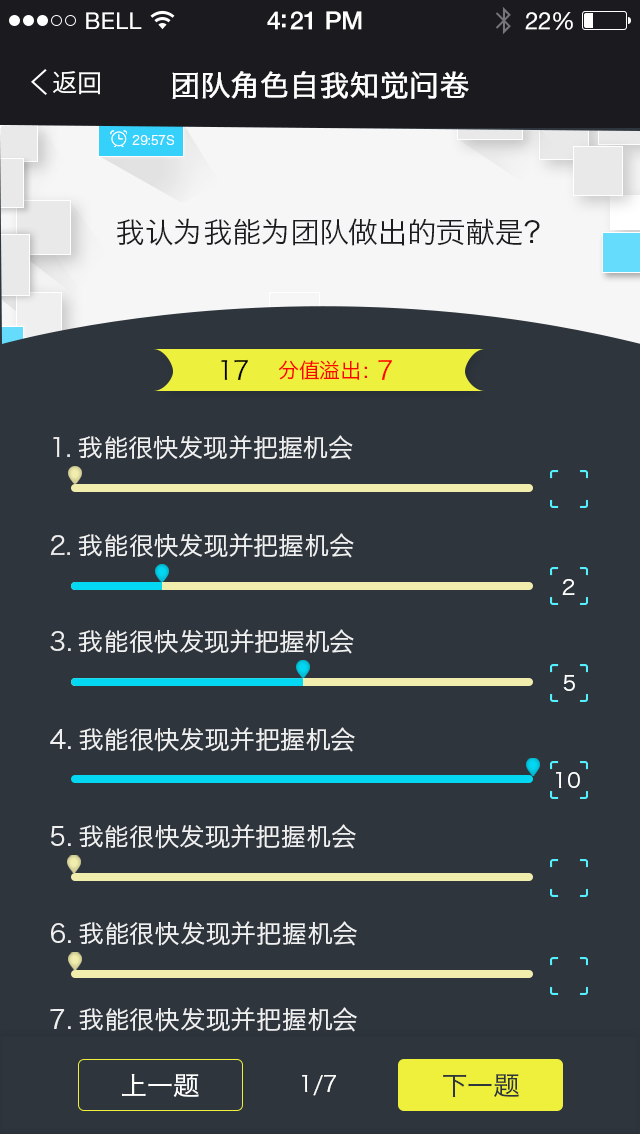 BELL 4:21 PM 22%
返回 团队角色自我知觉问卷
29:57S
我认为我能为团队做出的贡献是?
17 分值溢出: 7
1. 我能很快发现并把握机会
2. 我能很快发现并把握机会
2
3. 我能很快发现并把握机会
5
4. 我能很快发现并把握机会
10
5. 我能很快发现并把握机会
6. 我能很快发现并把握机会
7. 我能很快发现并把握机会
上一题 1/7 下一题